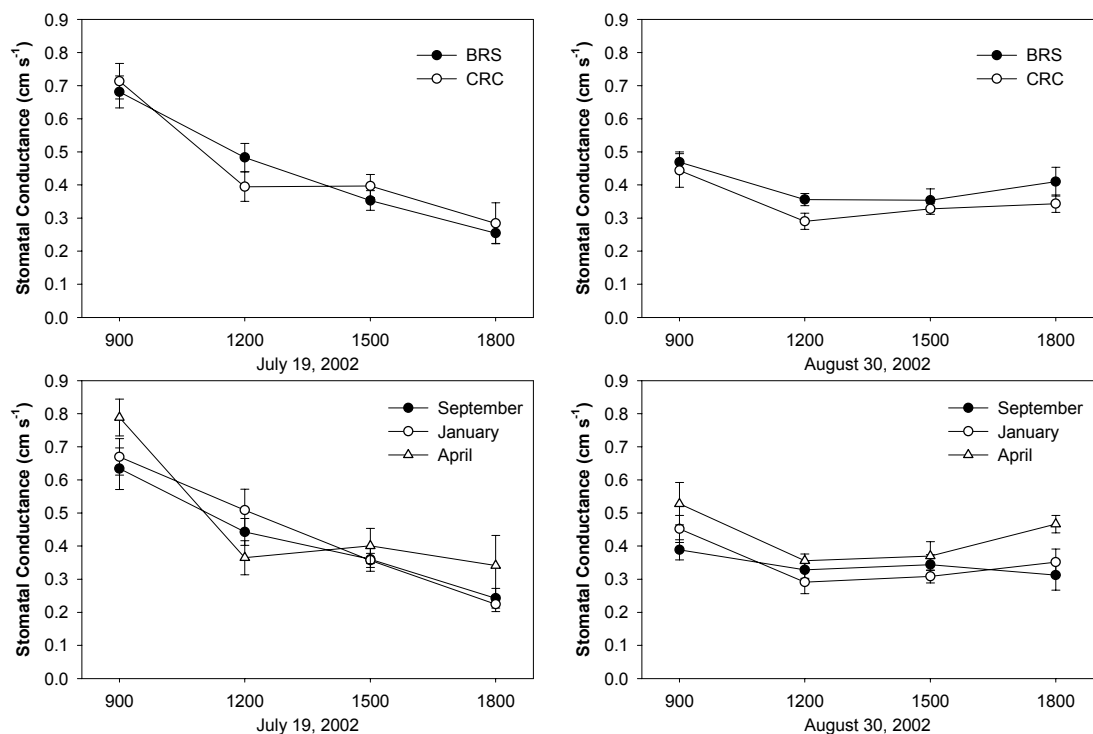 Stomatal Conductance (cm s⁻¹)
0.9
0.8
0.7
0.6
0.5
0.4
0.3
0.2
0.1
0.0
BRS
CRC
900 1200 1500 1800
July 19, 2002
Stomatal Conductance (cm s⁻¹)
0.9
0.8
0.7
0.6
0.5
0.4
0.3
0.2
0.1
0.0
BRS
CRC
900 1200 1500 1800
August 30, 2002
Stomatal Conductance (cm s⁻¹)
0.9
0.8
0.7
0.6
0.5
0.4
0.3
0.2
0.1
0.0
September
January
April
900 1200 1500 1800
July 19, 2002
Stomatal Conductance (cm s⁻¹)
0.9
0.8
0.7
0.6
0.5
0.4
0.3
0.2
0.1
0.0
September
January
April
900 1200 1500 1800
August 30, 2002